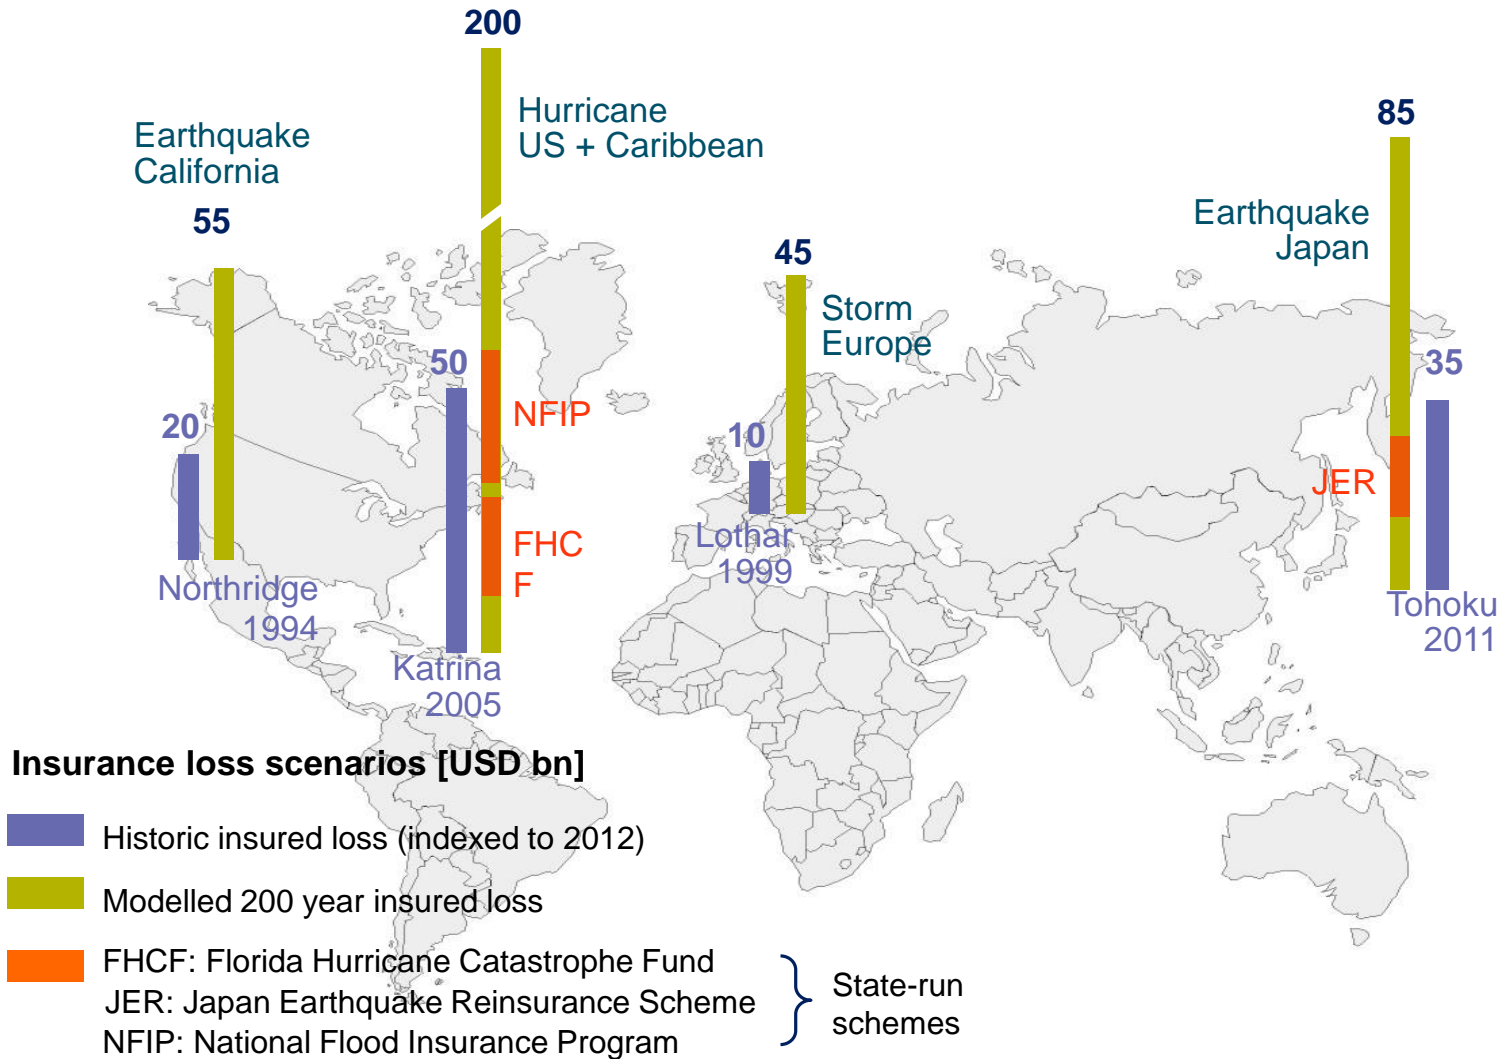 200
Hurricane
US + Caribbean
85
Earthquake
California
55
Earthquake
Japan
45
Storm
Europe
50
35
20
NFIP
10
JER
FHC
F
Lothar
1999
Northridge
1994
Tohoku
2011
Katrina
2005
Insurance loss scenarios [USD bn]
Historic insured loss (indexed to 2012)
Modelled 200 year insured loss
FHCF: Florida Hurricane Catastrophe Fund
JER: Japan Earthquake Reinsurance Scheme
NFIP: National Flood Insurance Program
State-run
schemes